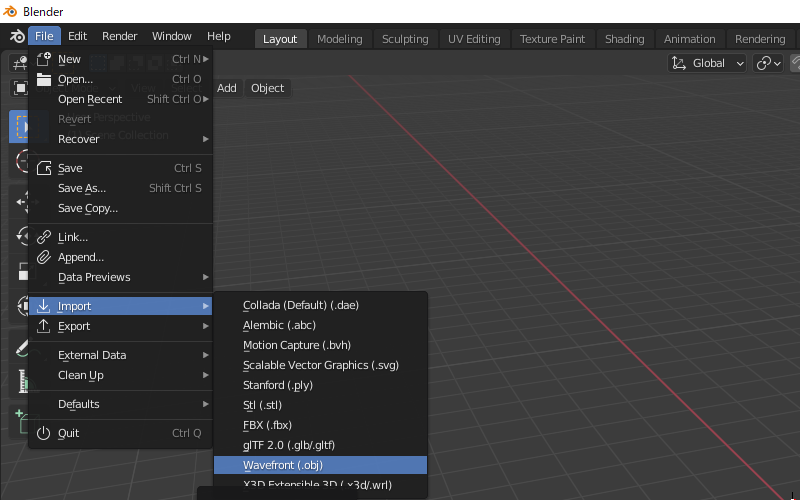 Blender
File Edit Render Window Help Layout Modeling Sculpting UV Editing Texture Paint Shading Animation Rendering
New Ctrl N
Open... Ctrl O
Open Recent Shift Ctrl O
Revert
Recover
Save Ctrl S
Save As... Shift Ctrl S
Save Copy...
Link...
Append...
Data Previews
Import
Export
External Data
Clean Up
Defaults
Quit Ctrl Q
Collada (Default) (.dae)
Alembic (.abc)
Motion Capture (.bvh)
Scalable Vector Graphics (.svg)
Stanford (.ply)
Stl (.stl)
FBX (.fbx)
glTF 2.0 (.glb/.gltf)
Wavefront (.obj)
X3D Extensible 3D (.x3d/.wrl)
Global
Add Object
Perspective
Collection